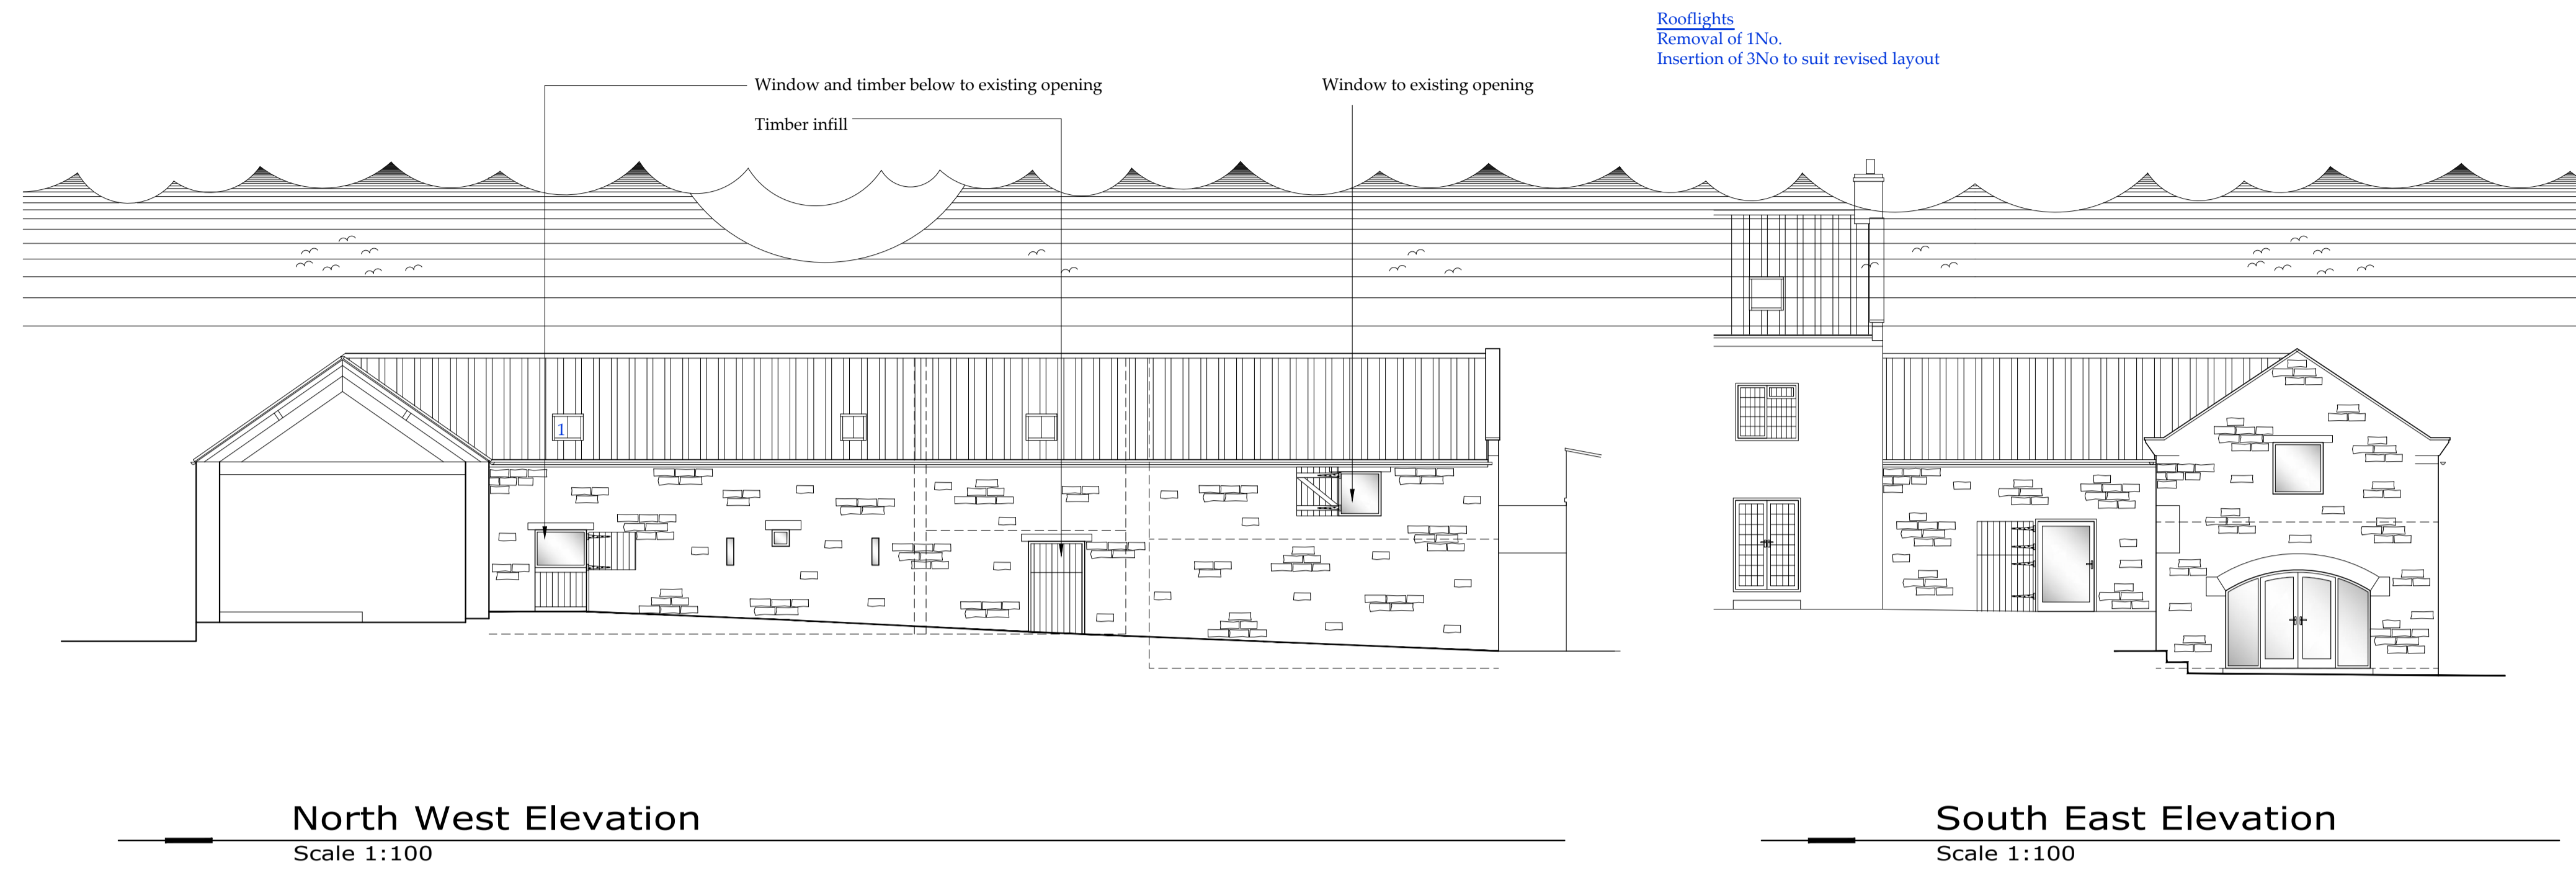 Rooflights
Removal of 1No.
Insertion of 3No to suit revised layout
Window and timber below to existing opening
Window to existing opening
Timber infill
1
North West Elevation
Scale 1:100
South East Elevation
Scale 1:100